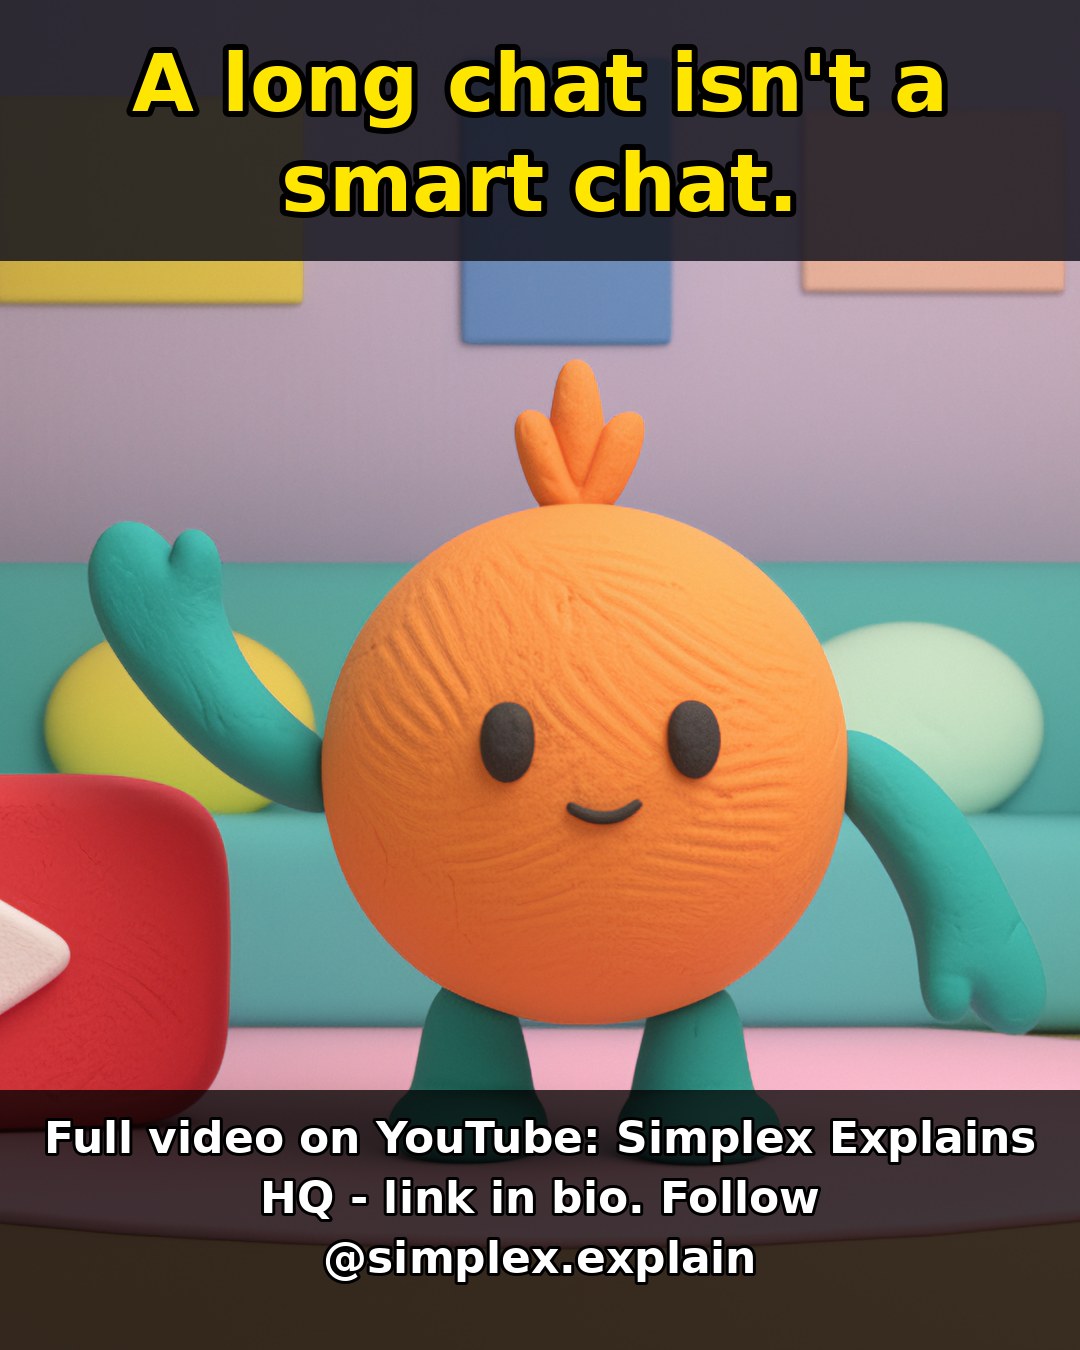 A long chat isn't a
smart chat.
Full video on YouTube: Simplex Explains
HQ - link in bio. Follow
@simplex.explain